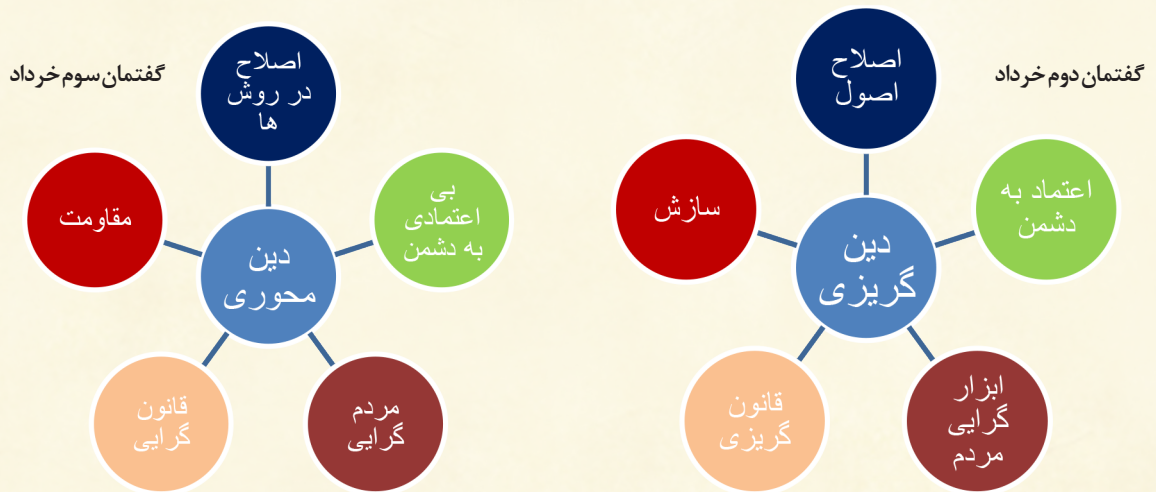 گفتمان دوم خرداد
اصلاح
اصول
اعتماد به
دشمن
سازش
دین
گریزی
ابزار
گرایی
مردم
قانون
گریزی
گفتمان سوم خرداد
اصلاح
در روش
ها
بی
اعتمادی
به دشمن
مقاومت
دین
محوری
مردم
گرایی
قانون
گرایی